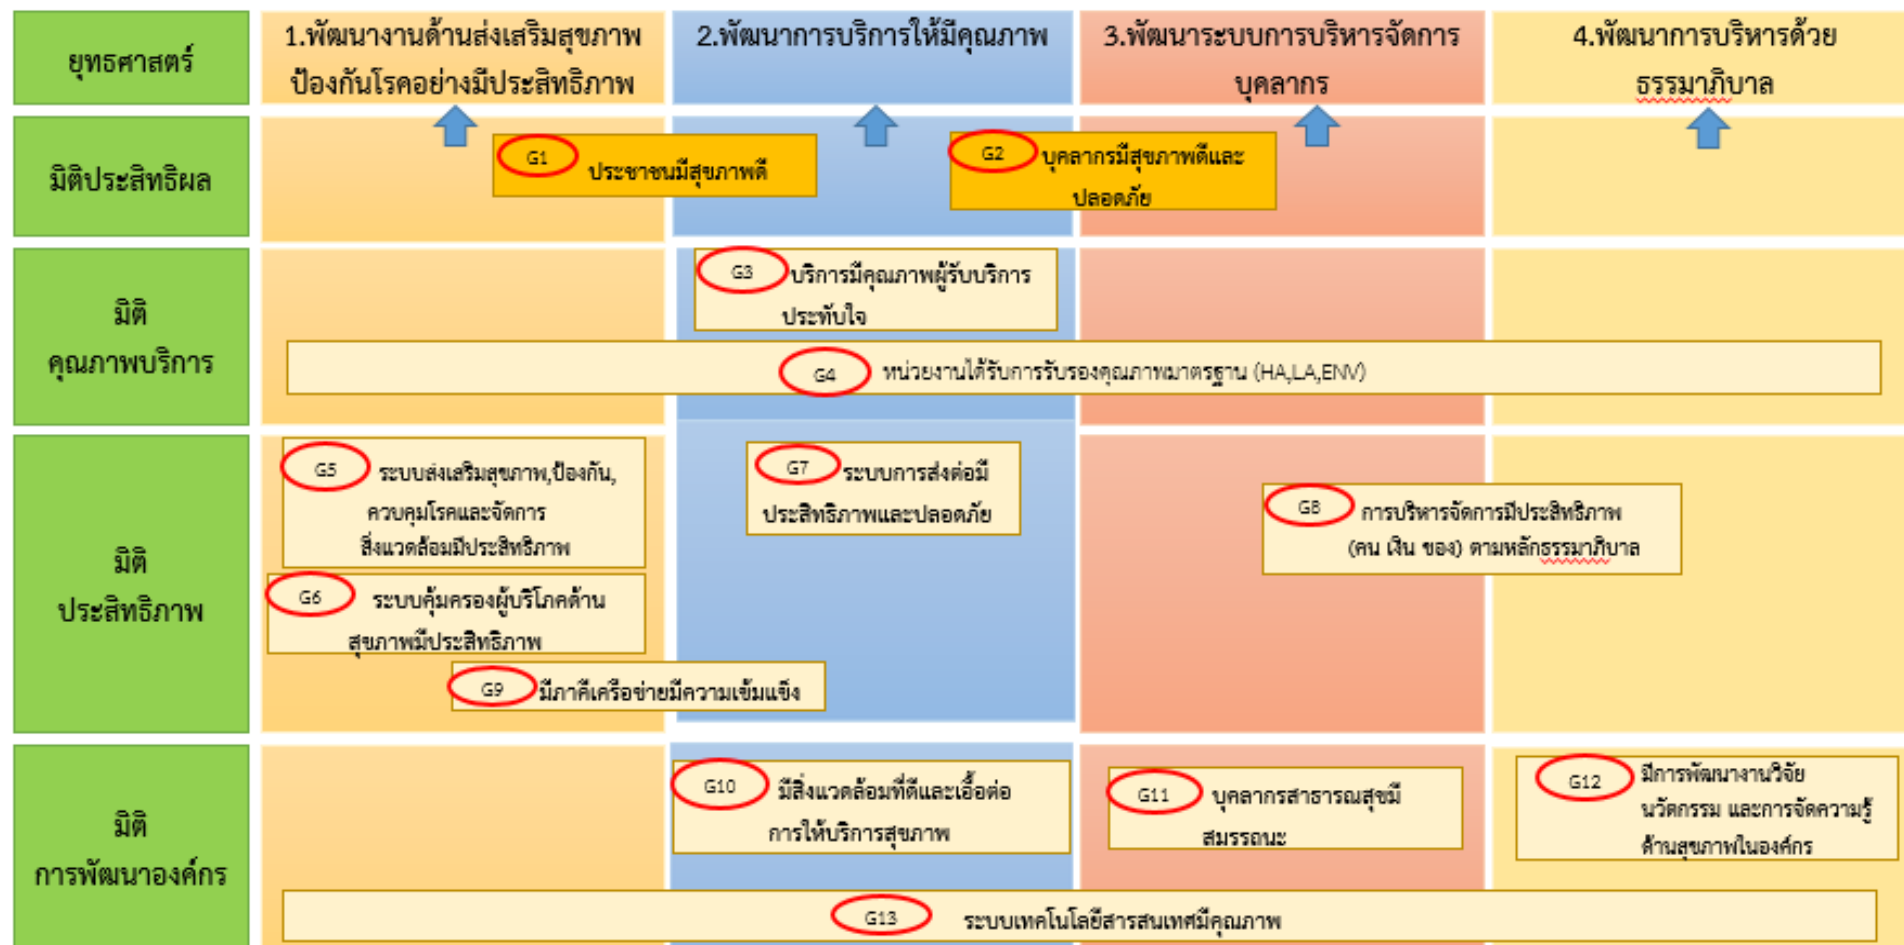 ยุทธศาสตร์
1.พัฒนางานด้านส่งเสริมสุขภาพ
ป้องกันโรคอย่างมีประสิทธิภาพ
2.พัฒนาการบริการให้มีคุณภาพ
3.พัฒนาระบบการบริหารจัดการ
บุคลากร
4.พัฒนาการบริหารด้วย
ธรรมาภิบาล
มิติประสิทธิผล
G1
ประชาชนมีสุขภาพดี
G2 บุคลากรมีสุขภาพดีและ
ปลอดภัย
มิติ
คุณภาพบริการ
G3 บริการมีคุณภาพผู้รับบริการ
ประทับใจ
G4 หน่วยงานได้รับการรับรองคุณภาพมาตรฐาน (HA,LA,ENV)
มิติ
ประสิทธิภาพ
G5 ระบบส่งเสริมสุขภาพ,ป้องกัน,
ควบคุมโรคและจัดการ
สิ่งแวดล้อมมีประสิทธิภาพ
G6 ระบบคุ้มครองผู้บริโภคด้าน
สุขภาพมีประสิทธิภาพ
G7 ระบบการส่งต่อมี
ประสิทธิภาพและปลอดภัย
G8 การบริหารจัดการมีประสิทธิภาพ
(คน เงิน ของ) ตามหลักธรรมาภิบาล
G9 มีภาคีเครือข่ายมีความเข้มแข็ง
มิติ
การพัฒนาองค์กร
G10 มีสิ่งแวดล้อมที่ดีและเอื้อต่อ
การให้บริการสุขภาพ
G11 บุคลากรสาธารณสุขมี
สมรรถนะ
G12 มีการพัฒนางานวิจัย
นวัตกรรม และการจัดความรู้
ด้านสุขภาพในองค์กร
G13 ระบบเทคโนโลยีสารสนเทศมีคุณภาพ